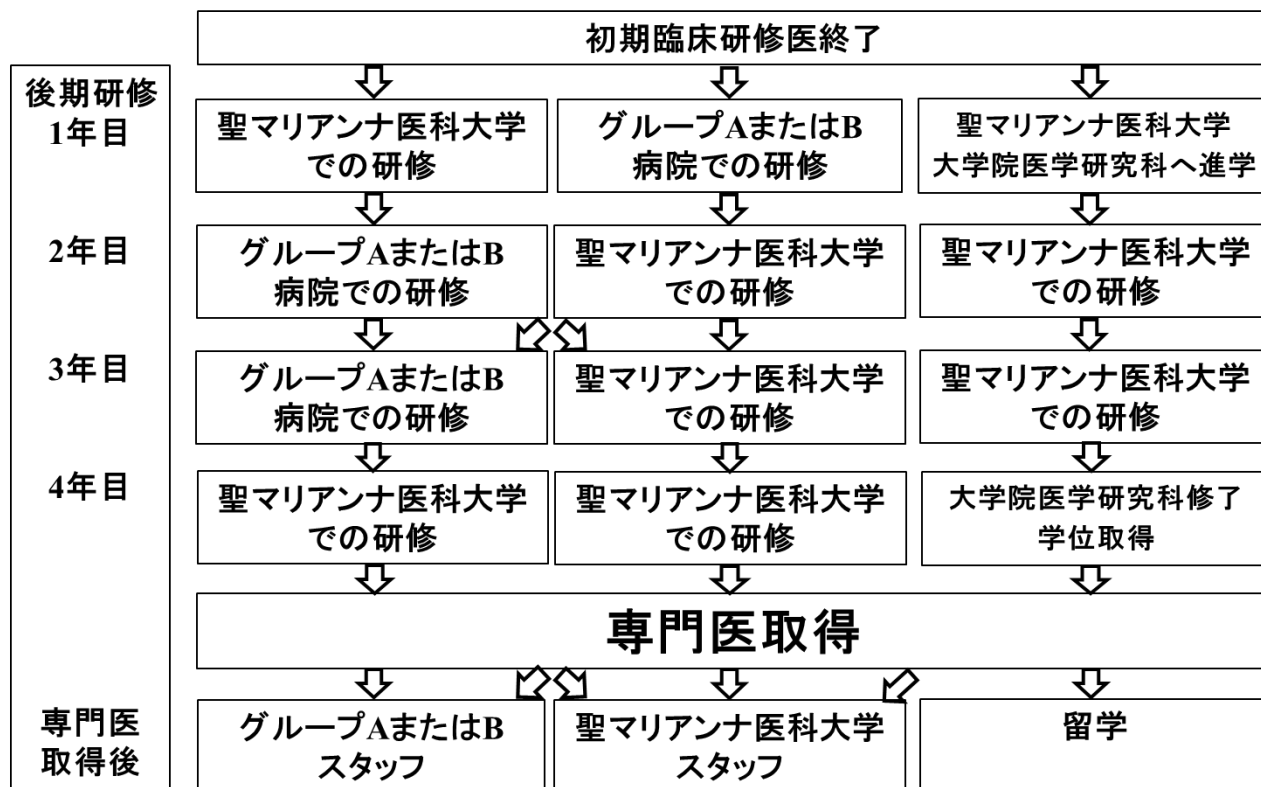 初期臨床研修医終了
後期研修
1年目
聖マリアンナ医科大学
での研修
グループAまたはB
病院での研修
聖マリアンナ医科大学
大学院医学研究科へ進学
2年目
グループAまたはB
病院での研修
聖マリアンナ医科大学
での研修
聖マリアンナ医科大学
での研修
3年目
グループAまたはB
病院での研修
聖マリアンナ医科大学
での研修
聖マリアンナ医科大学
での研修
4年目
聖マリアンナ医科大学
での研修
聖マリアンナ医科大学
での研修
大学院医学研究科修了
学位取得
専門医取得
専門医
取得後
グループAまたはB
スタッフ
聖マリアンナ医科大学
スタッフ
留学